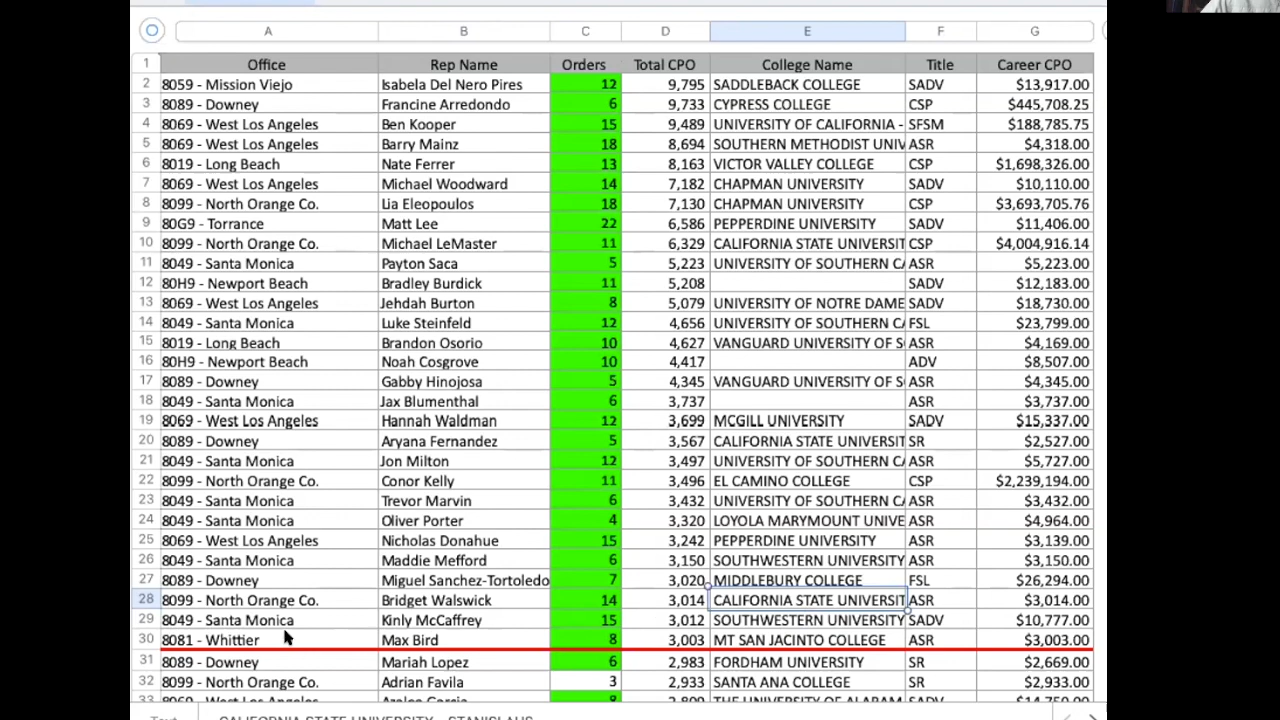 A B C D E F G
1 Office Rep Name Orders Total CPO College Name Title Career CPO
2 8059 - Mission Viejo Isabela Del Nero Pires 12 9,795 SADDLEBACK COLLEGE SADV $13,917.00
3 8089 - Downey Francine Arredondo 6 9,733 CYPRESS COLLEGE CSP $445,708.25
4 8069 - West Los Angeles Ben Kooper 15 9,489 UNIVERSITY OF CALIFORNIA - SFSM $188,785.75
5 8069 - West Los Angeles Barry Mainz 18 8,694 SOUTHERN METHODIST UNIV ASR $4,318.00
6 8019 - Long Beach Nate Ferrer 13 8,163 VICTOR VALLEY COLLEGE CSP $1,698,326.00
7 8069 - West Los Angeles Michael Woodward 14 7,182 CHAPMAN UNIVERSITY SADV $10,110.00
8 8099 - North Orange Co. Lia Eleopoulos 18 7,130 CHAPMAN UNIVERSITY CSP $3,693,705.76
9 80G9 - Torrance Matt Lee 22 6,586 PEPPERDINE UNIVERSITY SADV $11,406.00
10 8099 - North Orange Co. Michael LeMaster 11 6,329 CALIFORNIA STATE UNIVERSIT CSP $4,004,916.14
11 8049 - Santa Monica Payton Saca 5 5,223 UNIVERSITY OF SOUTHERN CA ASR $5,223.00
12 80H9 - Newport Beach Bradley Burdick 11 5,208 SADV $12,183.00
13 8069 - West Los Angeles Jehdah Burton 8 5,079 UNIVERSITY OF NOTRE DAME SADV $18,730.00
14 8049 - Santa Monica Luke Steinfeld 12 4,656 UNIVERSITY OF SOUTHERN CA FSL $23,799.00
15 8019 - Long Beach Brandon Osorio 10 4,627 VANGUARD UNIVERSITY OF S ASR $4,169.00
16 80H9 - Newport Beach Noah Cosgrove 10 4,417 ADV $8,507.00
17 8089 - Downey Gabby Hinojosa 5 4,345 VANGUARD UNIVERSITY OF S ASR $4,345.00
18 8049 - Santa Monica Jax Blumenthal 6 3,737 ASR $3,737.00
19 8069 - West Los Angeles Hannah Waldman 12 3,699 MCGILL UNIVERSITY SADV $15,337.00
20 8089 - Downey Aryana Fernandez 5 3,567 CALIFORNIA STATE UNIVERSIT SR $2,527.00
21 8049 - Santa Monica Jon Milton 12 3,497 UNIVERSITY OF SOUTHERN CA ASR $5,727.00
22 8099 - North Orange Co. Conor Kelly 11 3,496 EL CAMINO COLLEGE CSP $2,239,194.00
23 8049 - Santa Monica Trevor Marvin 6 3,432 UNIVERSITY OF SOUTHERN CA ASR $3,432.00
24 8049 - Santa Monica Oliver Porter 4 3,320 LOYOLA MARYMOUNT UNIVE ASR $4,964.00
25 8069 - West Los Angeles Nicholas Donahue 15 3,242 PEPPERDINE UNIVERSITY ASR $3,139.00
26 8049 - Santa Monica Maddie Mefford 6 3,150 SOUTHWESTERN UNIVERSITY ASR $3,150.00
27 8089 - Downey Miguel Sanchez-Tortoledo 7 3,020 MIDDLEBURY COLLEGE FSL $26,294.00
28 8099 - North Orange Co. Bridget Walswick 14 3,014 CALIFORNIA STATE UNIVERSIT ASR $3,014.00
29 8049 - Santa Monica Kinly McCaffrey 15 3,012 SOUTHWESTERN UNIVERSITY SADV $10,777.00
30 8081 - Whittier Max Bird 8 3,003 MT SAN JACINTO COLLEGE ASR $3,003.00
31 8089 - Downey Mariah Lopez 6 2,983 FORDHAM UNIVERSITY SR $2,669.00
32 8099 - North Orange Co. Adrian Favila 3 2,933 SANTA ANA COLLEGE SR $2,933.00
33 THE UNIVERSITY OF ALABAM SADV
Text CALIFORNIA STATE UNIVERSITY - STANISLAUS